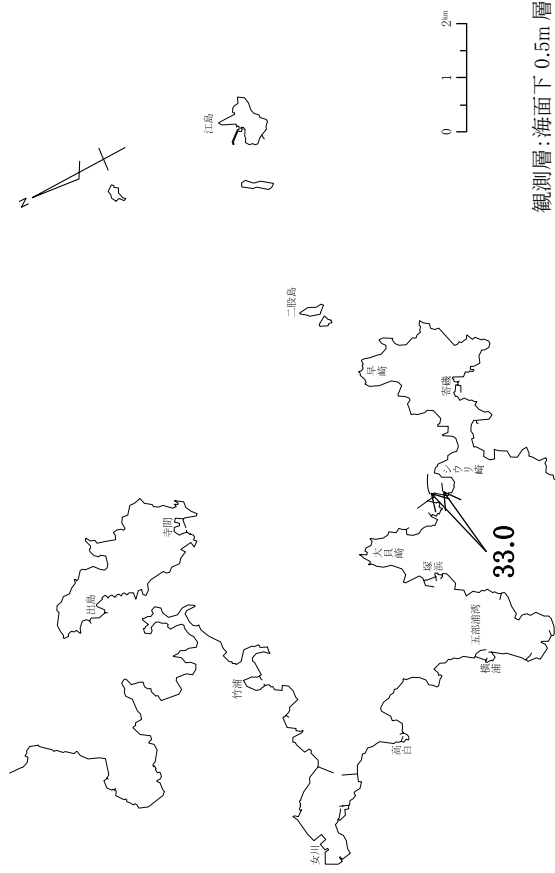 N
江島
二股島
早崎
寄磯
シウリ崎
大貝崎
塚浜
33.0
五部浦湾
横浦
高白
女川
竹浦
出島
寺間
0 1 2km
観測層:海面下 0.5m 層